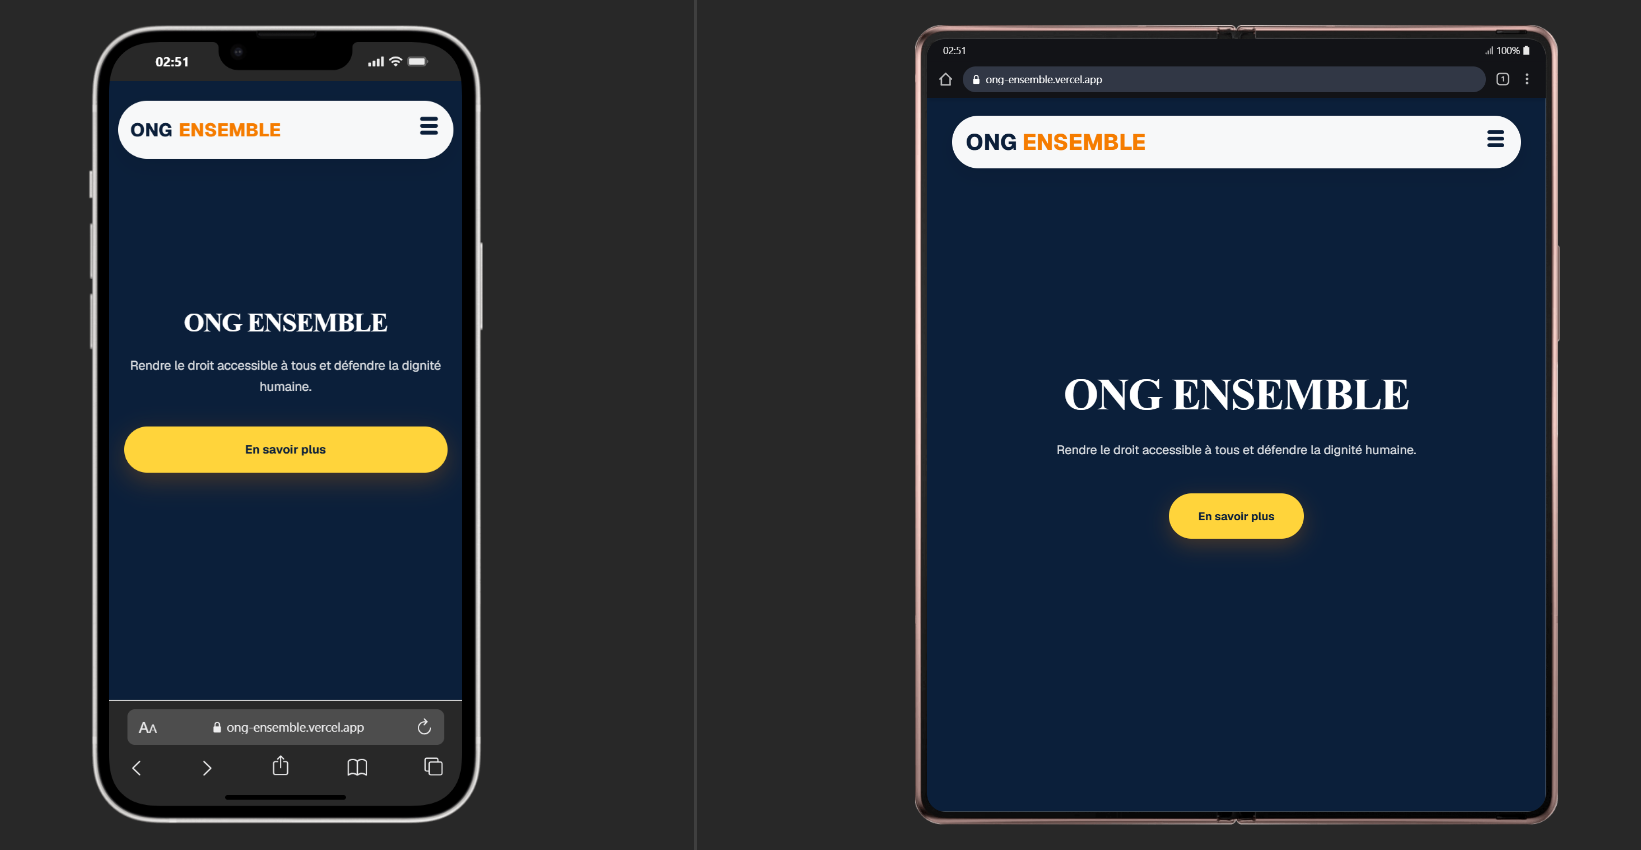 02:51
ONG ENSEMBLE
ONG ENSEMBLE
Rendre le droit accessible à tous et défendre la dignité
humaine.
En savoir plus
AA
ong-ensemble.vercel.app
02:51
100%
ong-ensemble.vercel.app
1
ONG ENSEMBLE
ONG ENSEMBLE
Rendre le droit accessible à tous et défendre la dignité humaine.
En savoir plus